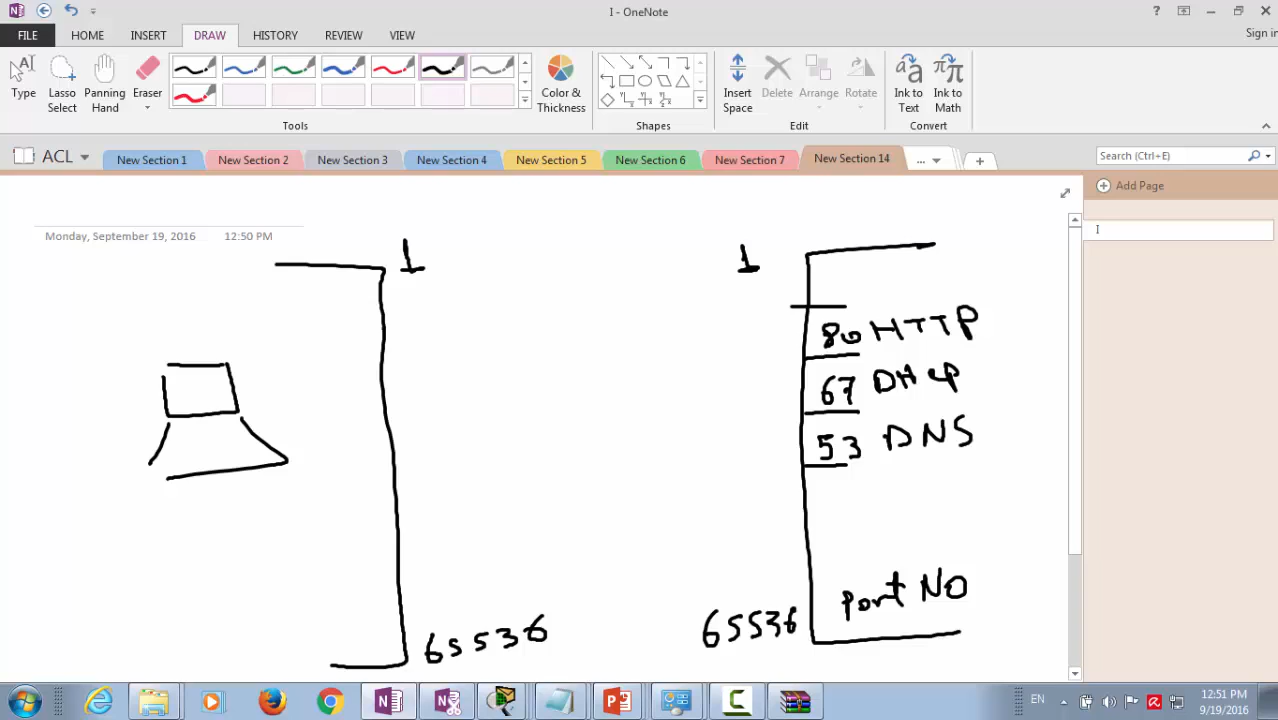 I - OneNote
? 
Sign in
FILE HOME INSERT DRAW HISTORY REVIEW VIEW
Type
Lasso Select
Panning Hand
Eraser
Color & Thickness
Insert Space
Delete
Arrange
Rotate
Ink to Text
Ink to Math
Tools
Shapes
Edit
Convert
ACL
New Section 1
New Section 2
New Section 3
New Section 4
New Section 5
New Section 6
New Section 7
New Section 14
...
Search (Ctrl+E)
Add Page
I
Monday, September 19, 2016 12:50 PM
1
1
80 HTTP
67 DHCP
53 DNS
Port NO
65536
65536
EN
12:51 PM
9/19/2016